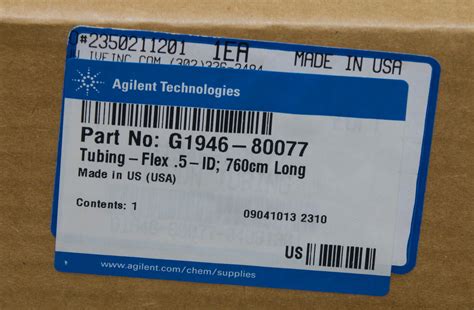 O#2350211201 1EA MADE IN USA
Agilent Technologies
Part No: G1946-80077
Tubing-Flex .5-ID; 760cm Long
Made in US (USA)
Contents: 1
09041013 2310
US
www.agilent.com/chem/supplies